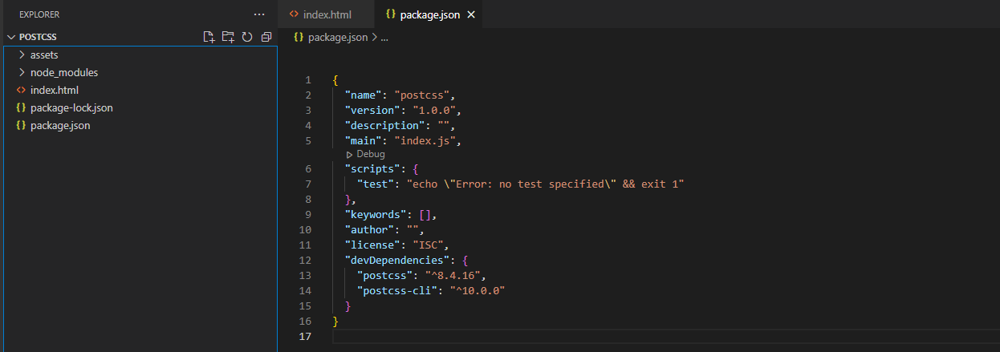 EXPLORER
···
index.html
package.json
POSTCSS
package.json > ...
assets
node_modules
index.html
package-lock.json
package.json
1 {
2 "name": "postcss",
3 "version": "1.0.0",
4 "description": "",
5 "main": "index.js",
Debug
6 "scripts": {
7 "test": "echo \"Error: no test specified\" && exit 1"
8 },
9 "keywords": [],
10 "author": "",
11 "license": "ISC",
12 "devDependencies": {
13 "postcss": "^8.4.16",
14 "postcss-cli": "^10.0.0"
15 }
16 }
17